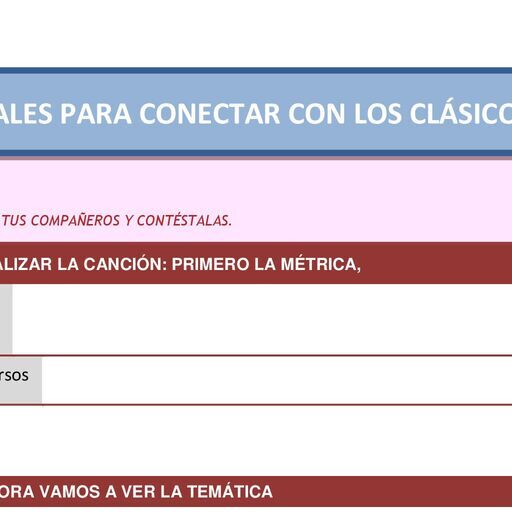 ALES PARA CONECTAR CON LOS CLÁSICO
TUS COMPAÑEROS Y CONTÉSTALAS.
ALIZAR LA CANCIÓN: PRIMERO LA MÉTRICA,
rsos
ORA VAMOS A VER LA TEMÁTICA